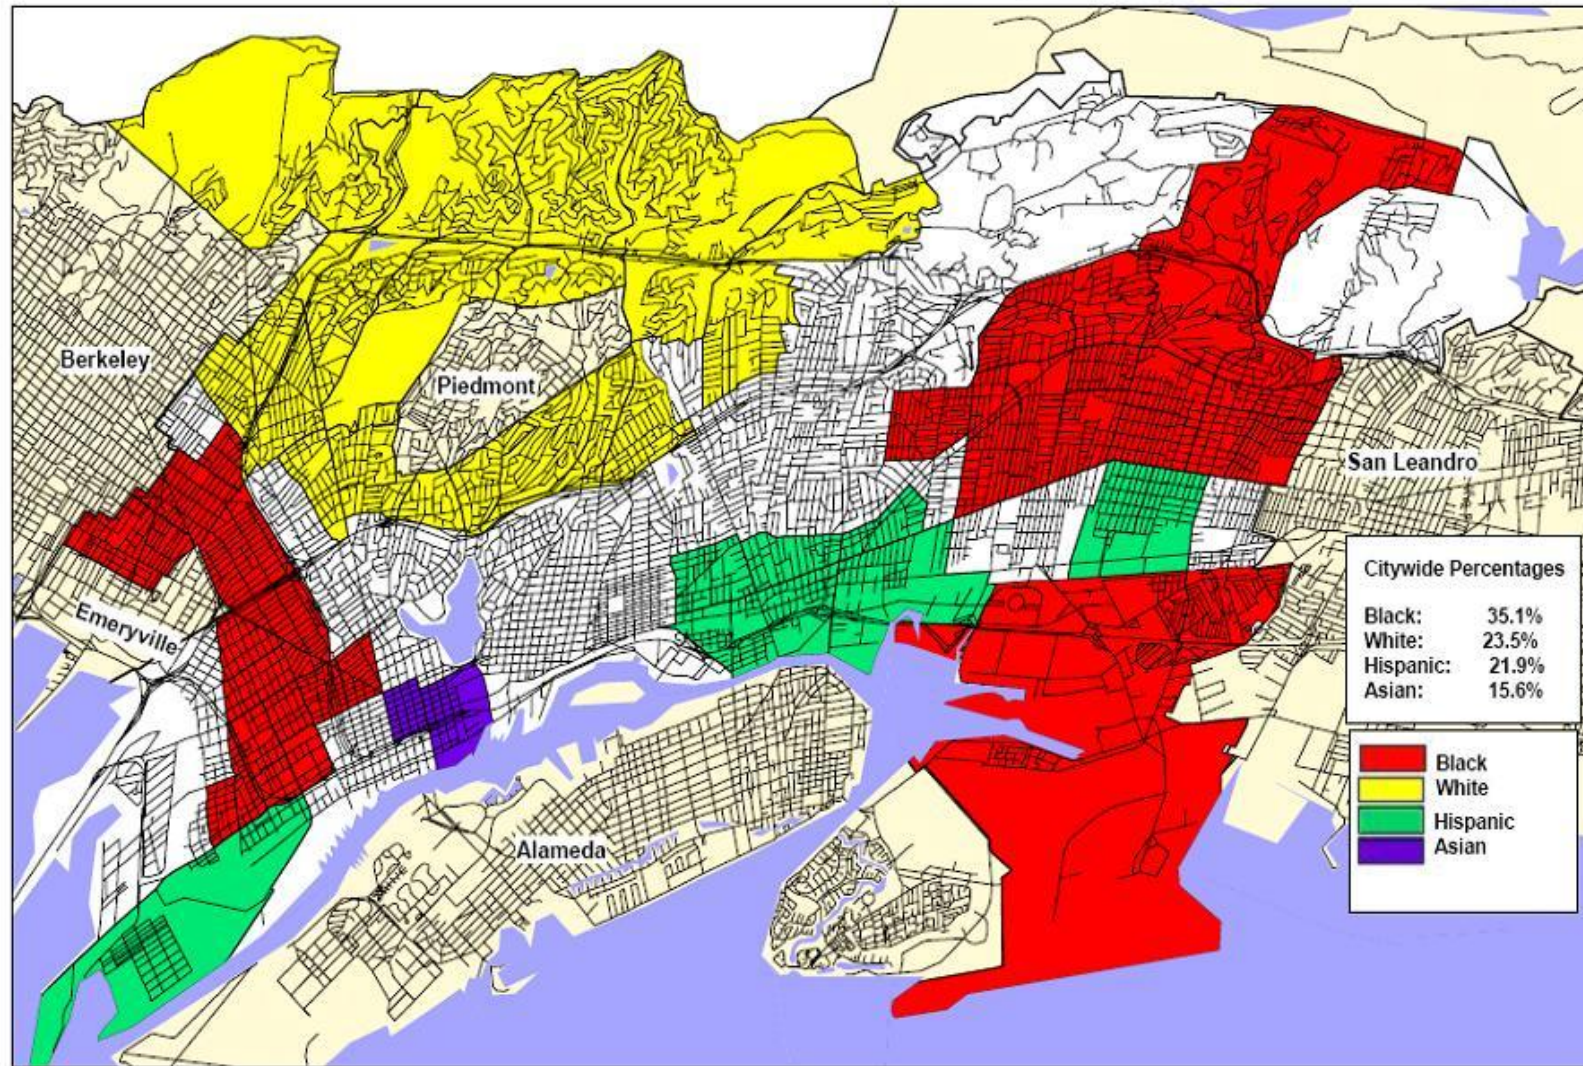 Berkeley
Piedmont
San Leandro
Emeryville
Alameda
Citywide Percentages
Black: 35.1%
White: 23.5%
Hispanic: 21.9%
Asian: 15.6%
Black
White
Hispanic
Asian